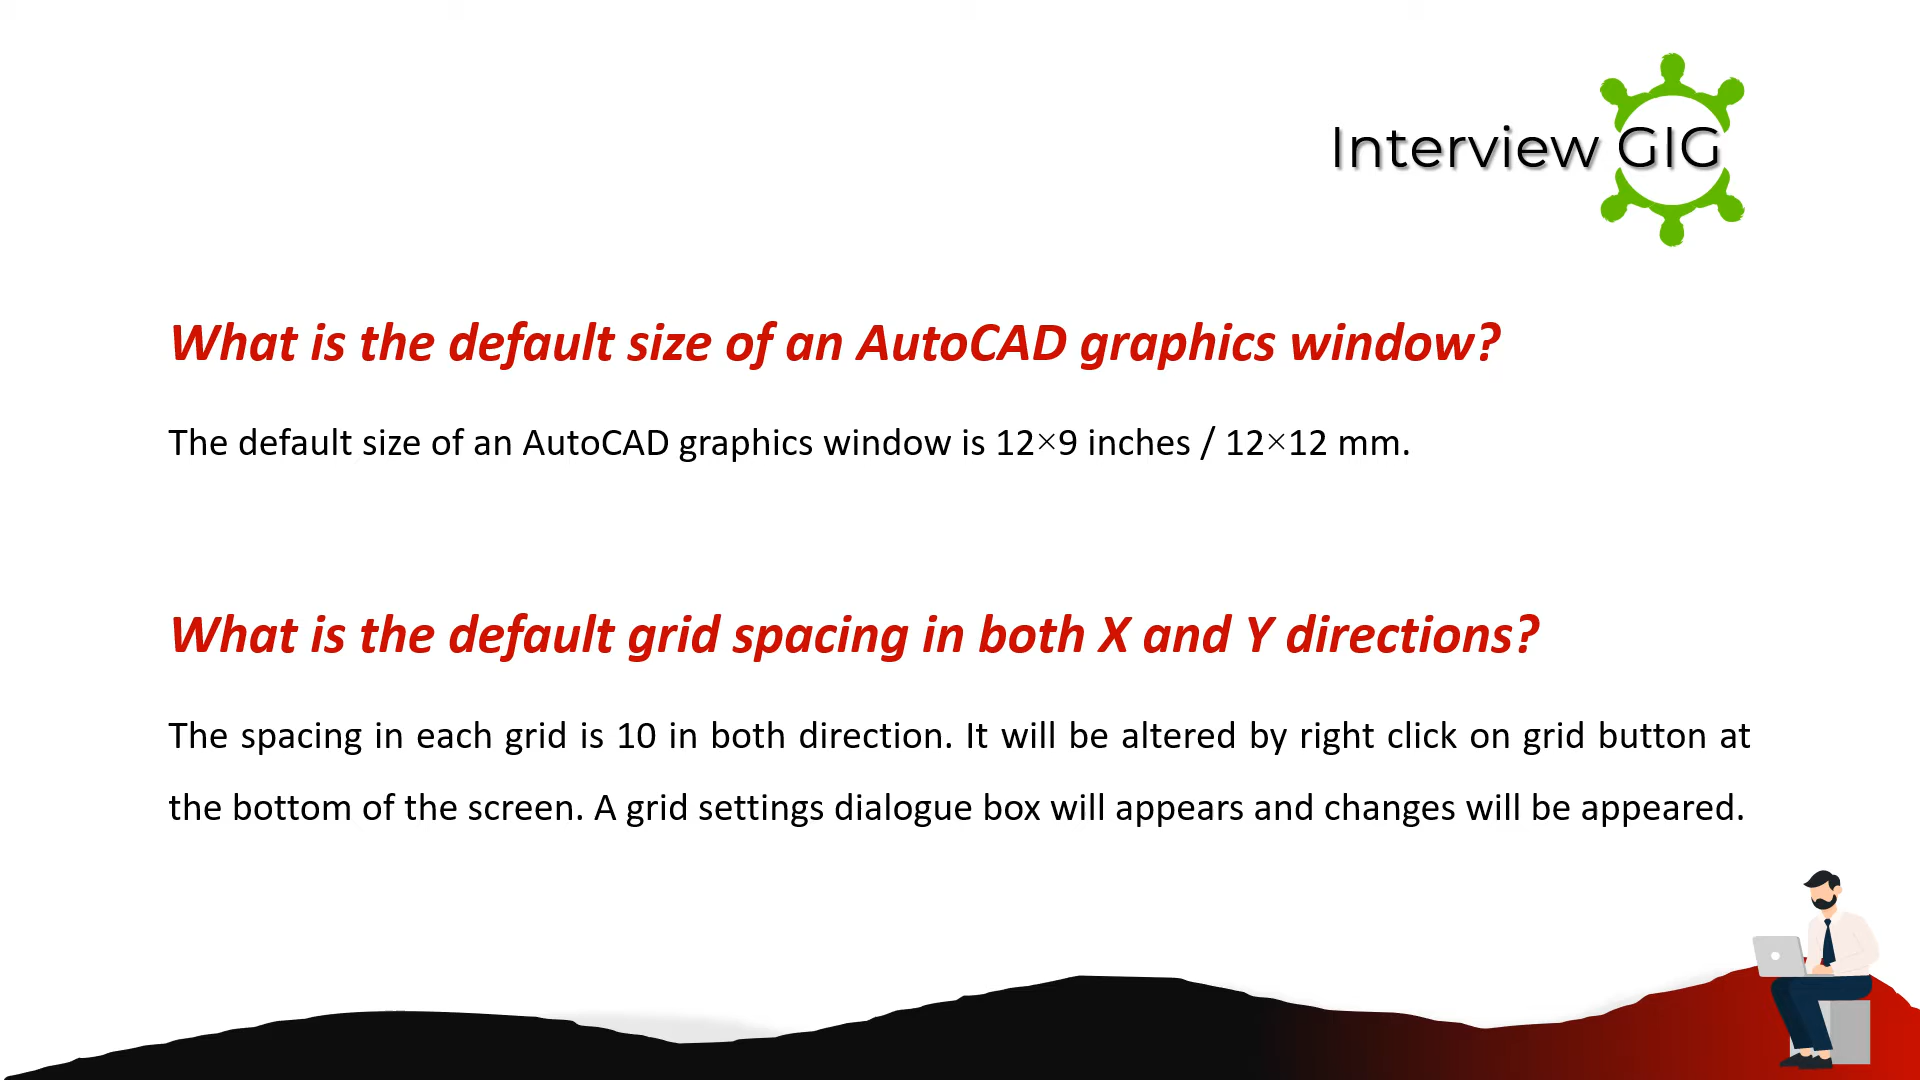 Interview GIG
What is the default size of an AutoCAD graphics window?
The default size of an AutoCAD graphics window is 12×9 inches / 12×12 mm.
What is the default grid spacing in both X and Y directions?
The spacing in each grid is 10 in both direction. It will be altered by right click on grid button at
the bottom of the screen. A grid settings dialogue box will appears and changes will be appeared.